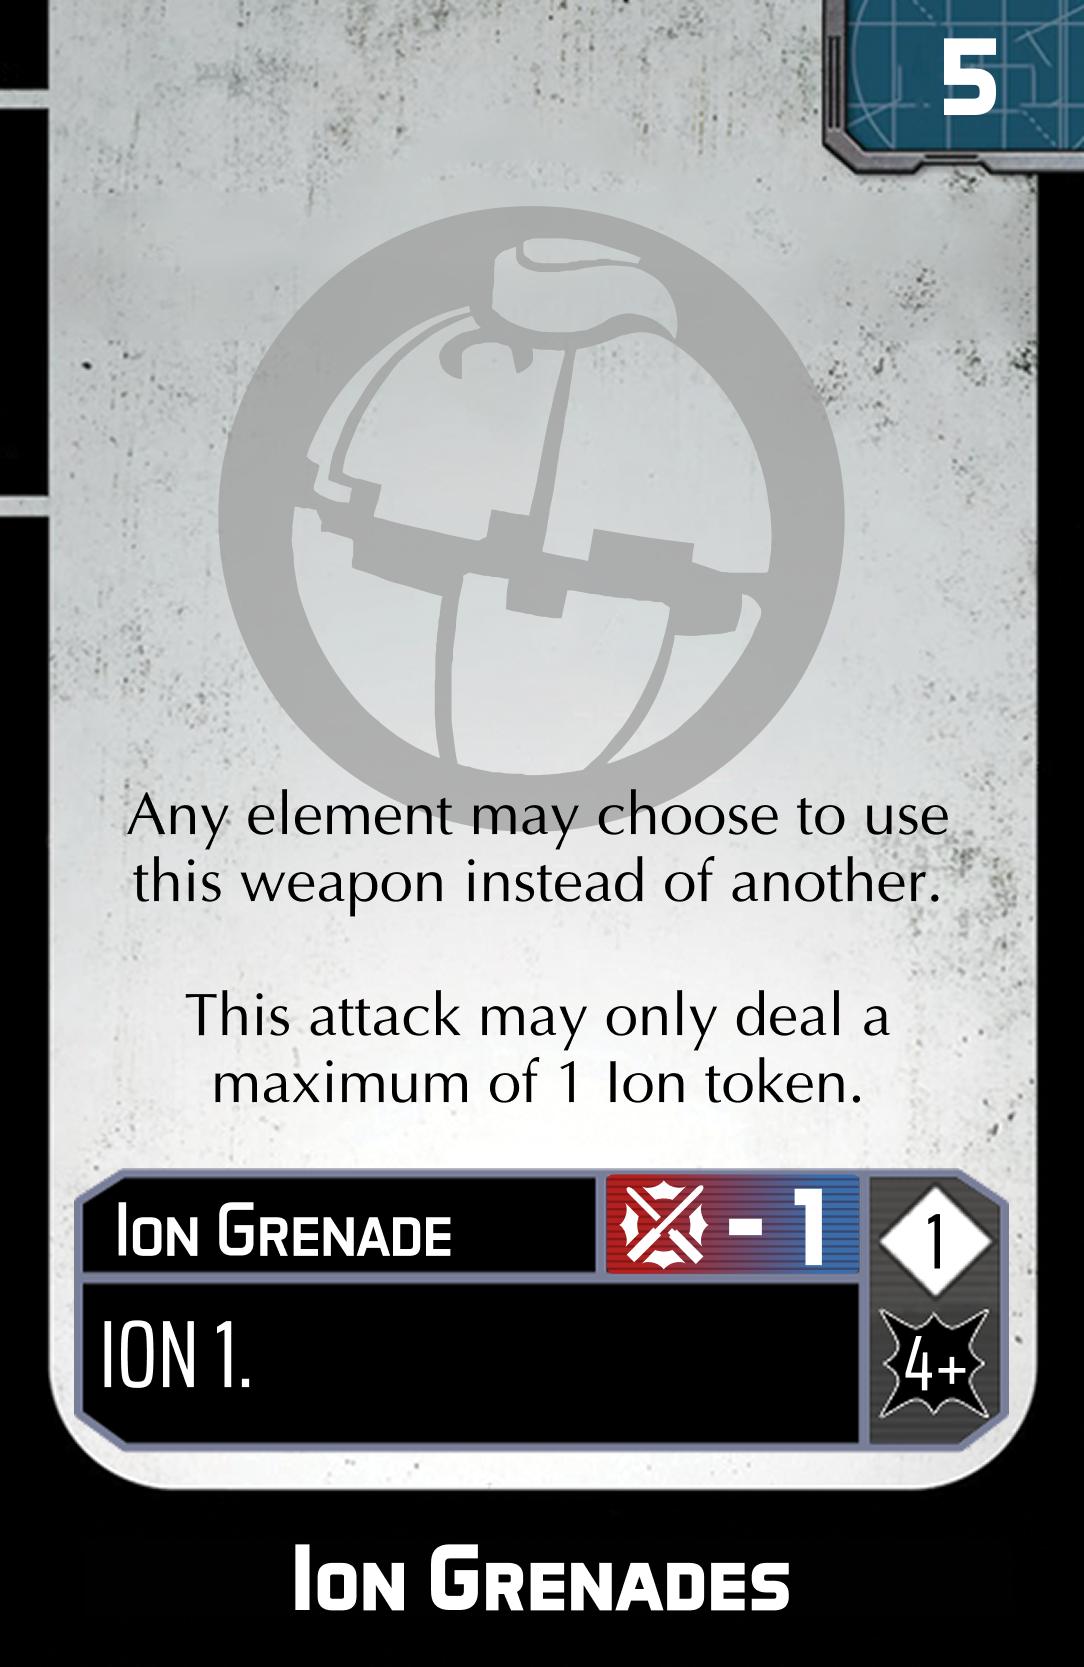 5
Any element may choose to use
this weapon instead of another.
This attack may only deal a
maximum of 1 Ion token.
Ion Grenade
- 1
1
ION 1.
4+
Ion Grenades